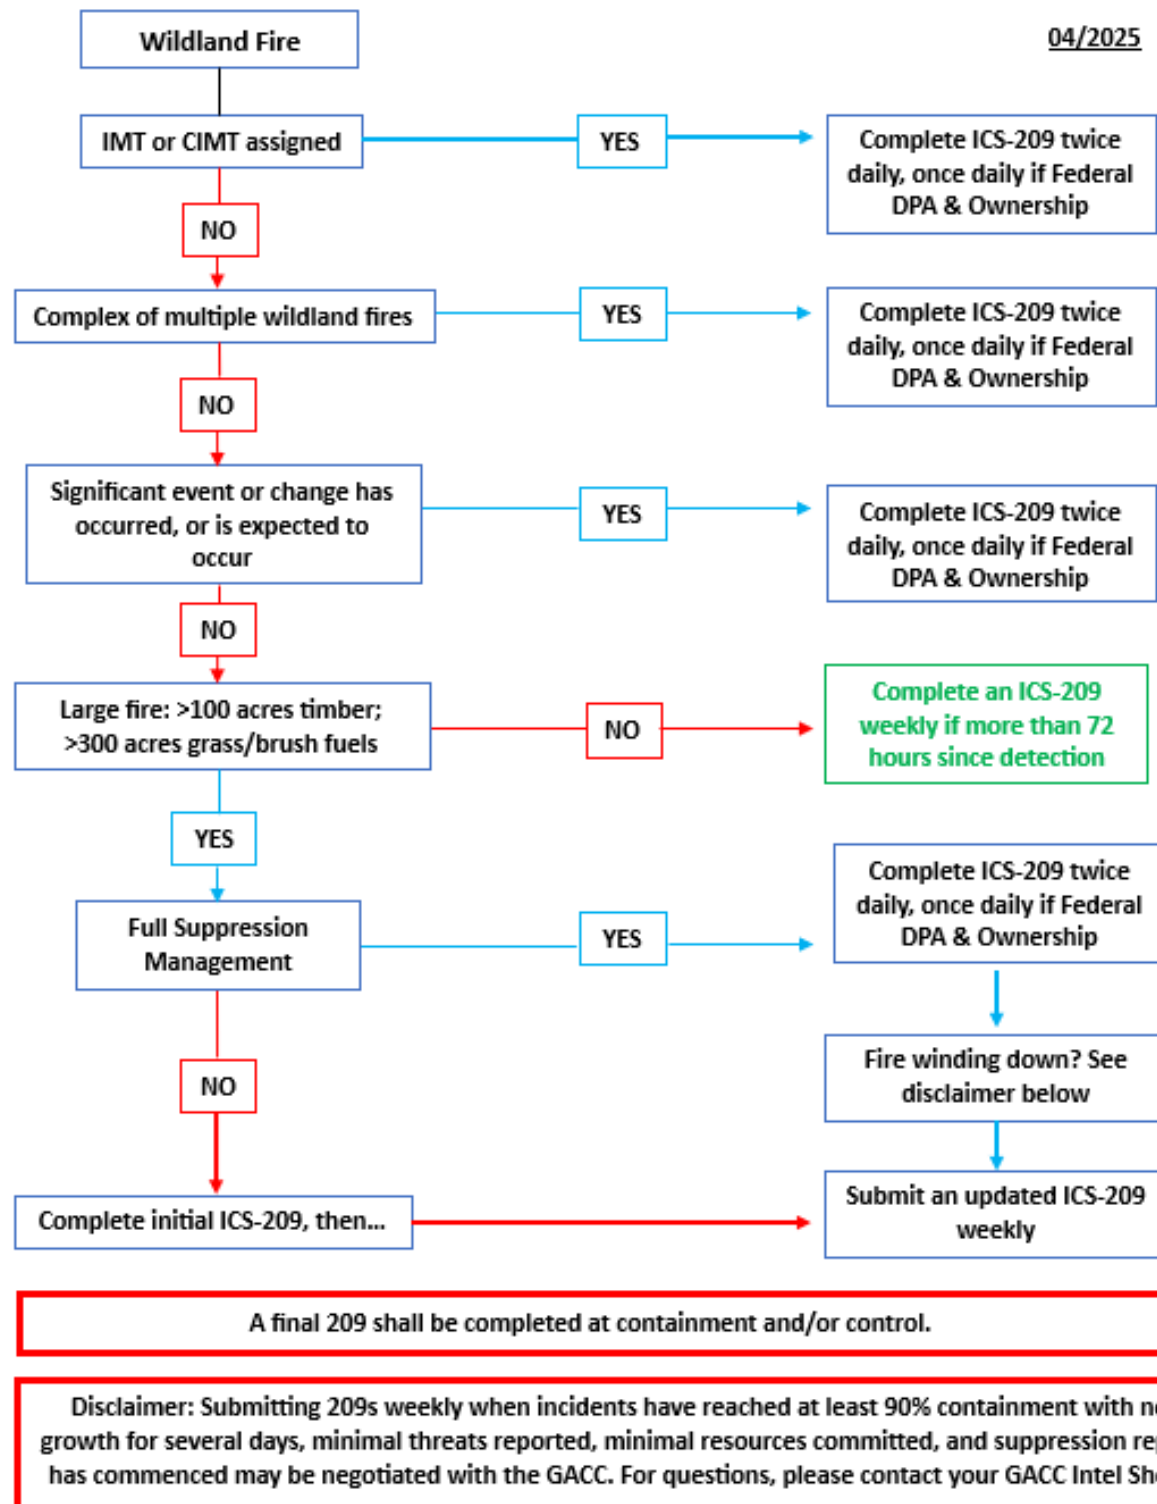 Wildland Fire
04/2025
IMT or CIMT assigned
YES
Complete ICS-209 twice
daily, once daily if Federal
DPA & Ownership
NO
Complex of multiple wildland fires
YES
Complete ICS-209 twice
daily, once daily if Federal
DPA & Ownership
NO
Significant event or change has
occurred, or is expected to
occur
YES
Complete ICS-209 twice
daily, once daily if Federal
DPA & Ownership
NO
Large fire: >100 acres timber;
>300 acres grass/brush fuels
NO
Complete an ICS-209
weekly if more than 72
hours since detection
YES
Full Suppression
Management
YES
Complete ICS-209 twice
daily, once daily if Federal
DPA & Ownership
Fire winding down? See
disclaimer below
NO
Complete initial ICS-209, then...
Submit an updated ICS-209
weekly
A final 209 shall be completed at containment and/or control.
Disclaimer: Submitting 209s weekly when incidents have reached at least 90% containment with
growth for several days, minimal threats reported, minimal resources committed, and suppression
has commenced may be negotiated with the GACC. For questions, please contact your GACC Intel